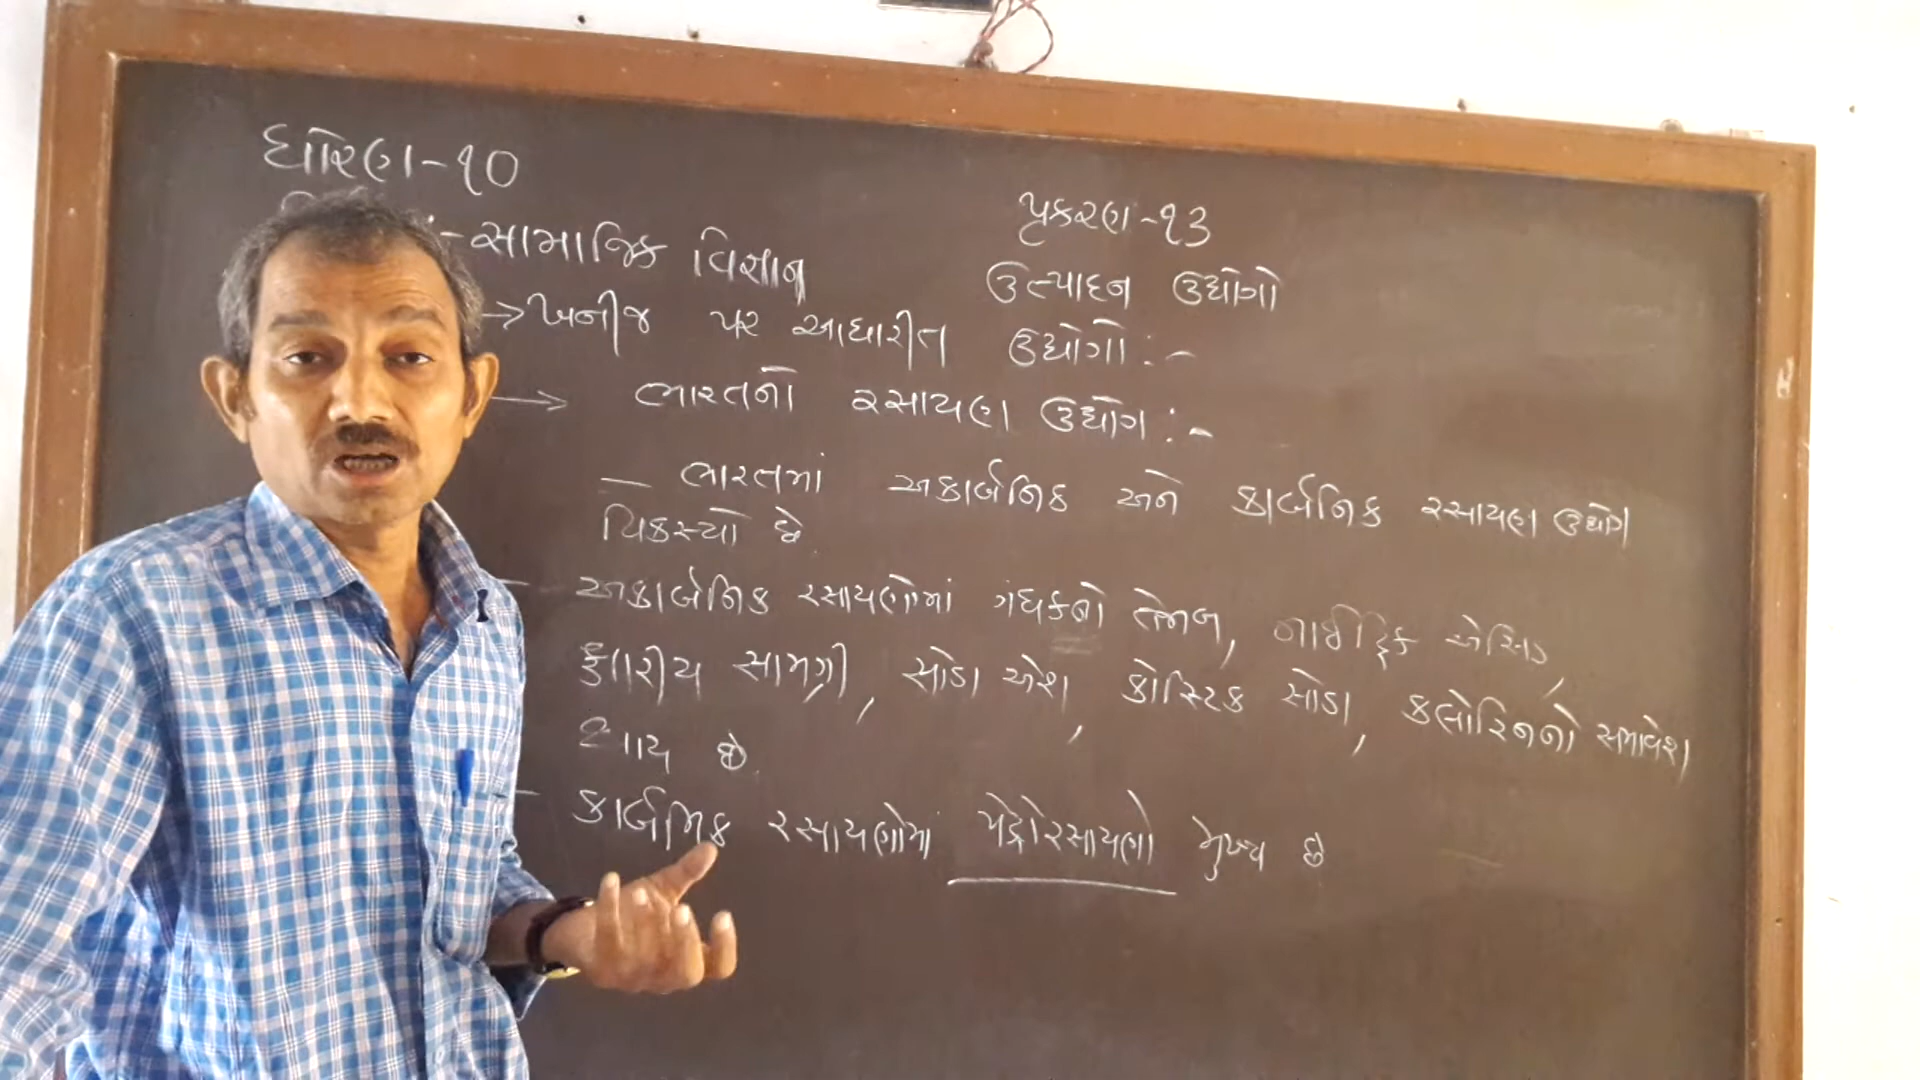 ધોરણ-૧૦
પ્રકરણ-૧૩
:-સામાજિક વિજ્ઞાન
ઉત્પાદન ઉદ્યોગો
→ખનીજ પર આધારીત ઉદ્યોગો:-
→ ભારતનો રસાયણ ઉદ્યોગ:-
- ભારતમાં અકાર્બનિક અને કાર્બનિક રસાયણ ઉદ્યોગ
વિકસ્યો છે.
- અકાર્બનિક રસાયણોમાં ગંધકનો તેજાબ, નાઈટ્રિક એસિડ,
ક્ષારીય સામગ્રી, સોડા એશ, કોસ્ટિક સોડા, કલોરિનનો સમાવેશ
થાય છે.
- કાર્બનિક રસાયણોમાં પેટ્રોરસાયણો મુખ્ય છે